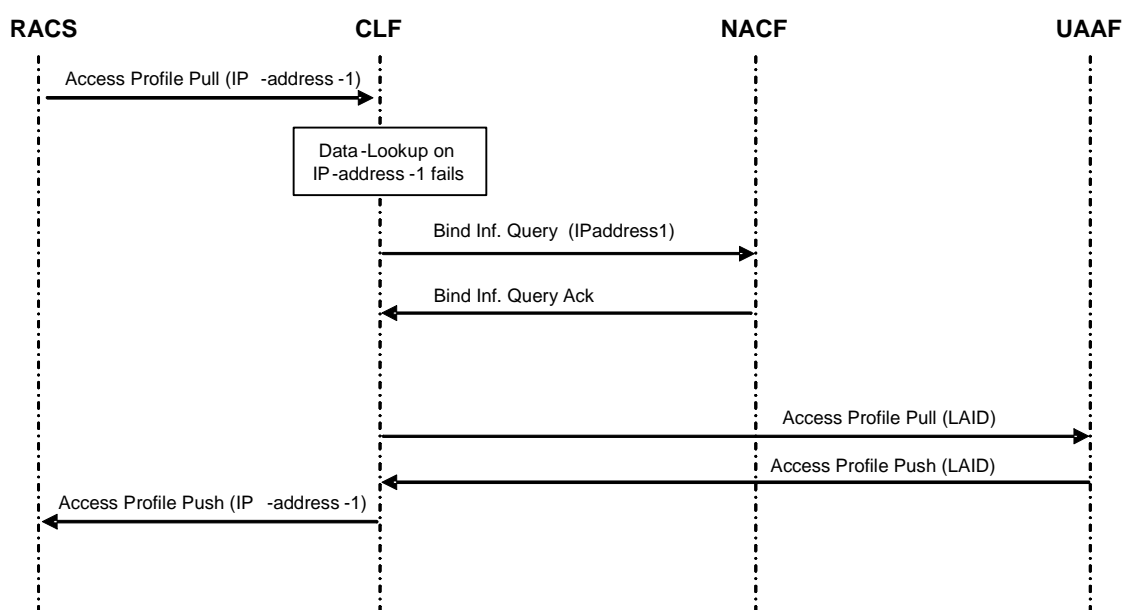 RACS CLF NACF UAAF
Access Profile Pull (IP -address -1)
Data -Lookup on
IP -address -1 fails
Bind Inf. Query (IPaddress1)
Bind Inf. Query Ack
Access Profile Pull (LAID)
Access Profile Push (LAID)
Access Profile Push (IP -address -1)